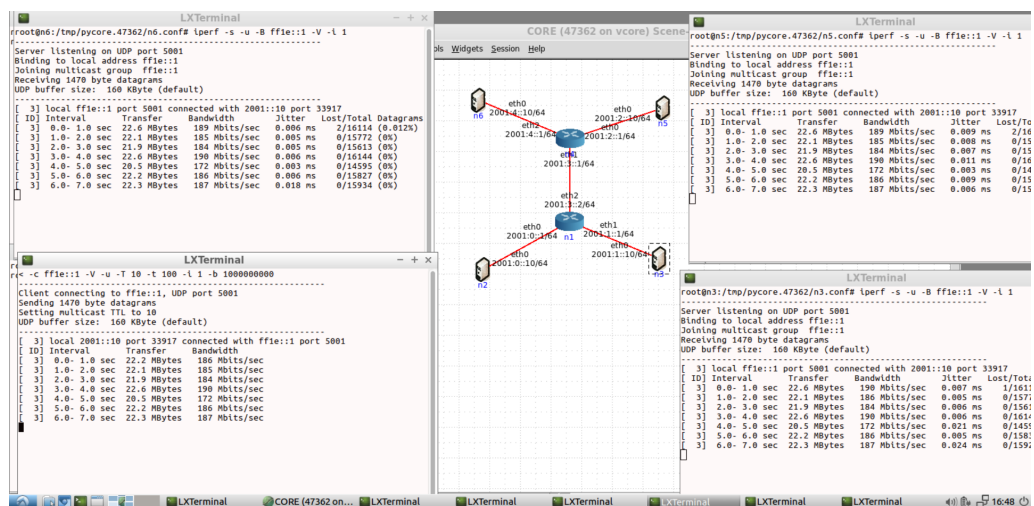 LXTerminal
root@n6:/tmp/pycore.47362/n6.conf# iperf -s -u -B ff1e::1 -V -i 1
------------------------------------------------------------
Server listening on UDP port 5001
Binding to local address ff1e::1
Joining multicast group  ff1e::1
Receiving 1470 byte datagrams
UDP buffer size:  160 KByte (default)
------------------------------------------------------------
[  3] local ff1e::1 port 5001 connected with 2001::10 port 33917
[ ID] Interval       Transfer     Bandwidth        Jitter   Lost/Total Datagrams
[  3]  0.0- 1.0 sec  22.6 MBytes   189 Mbits/sec   0.006 ms    2/16114 (0.012%)
[  3]  1.0- 2.0 sec  22.1 MBytes   185 Mbits/sec   0.005 ms    0/15772 (0%)
[  3]  2.0- 3.0 sec  21.9 MBytes   184 Mbits/sec   0.005 ms    0/15613 (0%)
[  3]  3.0- 4.0 sec  22.6 MBytes   190 Mbits/sec   0.006 ms    0/16144 (0%)
[  3]  4.0- 5.0 sec  20.5 MBytes   172 Mbits/sec   0.003 ms    0/14595 (0%)
[  3]  5.0- 6.0 sec  22.2 MBytes   186 Mbits/sec   0.006 ms    0/15827 (0%)
[  3]  6.0- 7.0 sec  22.3 MBytes   187 Mbits/sec   0.018 ms    0/15934 (0%)
LXTerminal
< -c ff1e::1 -V -u -T 10 -t 100 -i 1 -b 1000000000
------------------------------------------------------------
Client connecting to ff1e::1, UDP port 5001
Sending 1470 byte datagrams
Setting multicast TTL to 10
UDP buffer size:  160 KByte (default)
------------------------------------------------------------
[  3] local 2001::10 port 33917 connected with ff1e::1 port 5001
[ ID] Interval       Transfer     Bandwidth
[  3]  0.0- 1.0 sec  22.2 MBytes   186 Mbits/sec
[  3]  1.0- 2.0 sec  22.1 MBytes   185 Mbits/sec
[  3]  2.0- 3.0 sec  21.9 MBytes   184 Mbits/sec
[  3]  3.0- 4.0 sec  22.6 MBytes   190 Mbits/sec
[  3]  4.0- 5.0 sec  20.5 MBytes   172 Mbits/sec
[  3]  5.0- 6.0 sec  22.2 MBytes   186 Mbits/sec
[  3]  6.0- 7.0 sec  22.3 MBytes   187 Mbits/sec
CORE (47362 on vcore) Scene-
ols Widgets Session Help
n6
eth0
2001:4::10/64
eth2
2001:4::1/64
eth0
2001:2::10/64
n5
eth0
2001:2::1/64
eth1
2001:3::1/64
eth2
2001:3::2/64
n1
eth0
2001:0::1/64
eth1
2001:1::1/64
eth0
2001:0::10/64
n2
eth0
2001:1::10/64
n3
LXTerminal
root@n5:/tmp/pycore.47362/n5.conf# iperf -s -u -B ff1e::1 -V -i 1
------------------------------------------------------------
Server listening on UDP port 5001
Binding to local address ff1e::1
Joining multicast group  ff1e::1
Receiving 1470 byte datagrams
UDP buffer size:  160 KByte (default)
------------------------------------------------------------
[  3] local ff1e::1 port 5001 connected with 2001::10 port 33917
[ ID] Interval       Transfer     Bandwidth        Jitter   Lost/To
[  3]  0.0- 1.0 sec  22.6 MBytes   189 Mbits/sec   0.009 ms    2/16
[  3]  1.0- 2.0 sec  22.1 MBytes   185 Mbits/sec   0.008 ms    0/15
[  3]  2.0- 3.0 sec  21.9 MBytes   184 Mbits/sec   0.007 ms    0/15
[  3]  3.0- 4.0 sec  22.6 MBytes   190 Mbits/sec   0.011 ms    0/16
[  3]  4.0- 5.0 sec  20.5 MBytes   172 Mbits/sec   0.003 ms    0/14
[  3]  5.0- 6.0 sec  22.2 MBytes   186 Mbits/sec   0.009 ms    0/15
[  3]  6.0- 7.0 sec  22.3 MBytes   187 Mbits/sec   0.006 ms    0/15
LXTerminal
root@n3:/tmp/pycore.47362/n3.conf# iperf -s -u -B ff1e::1 -V -i 1
------------------------------------------------------------
Server listening on UDP port 5001
Binding to local address ff1e::1
Joining multicast group  ff1e::1
Receiving 1470 byte datagrams
UDP buffer size:  160 KByte (default)
------------------------------------------------------------
[  3] local ff1e::1 port 5001 connected with 2001::10 port 33917
[ ID] Interval       Transfer     Bandwidth        Jitter   Lost/Tota
[  3]  0.0- 1.0 sec  22.6 MBytes   190 Mbits/sec   0.007 ms    1/1611
[  3]  1.0- 2.0 sec  22.1 MBytes   186 Mbits/sec   0.005 ms    0/1577
[  3]  2.0- 3.0 sec  21.9 MBytes   184 Mbits/sec   0.006 ms    0/1561
[  3]  3.0- 4.0 sec  22.6 MBytes   190 Mbits/sec   0.006 ms    0/1614
[  3]  4.0- 5.0 sec  20.5 MBytes   172 Mbits/sec   0.021 ms    0/1459
[  3]  5.0- 6.0 sec  22.2 MBytes   186 Mbits/sec   0.005 ms    0/1583
[  3]  6.0- 7.0 sec  22.3 MBytes   187 Mbits/sec   0.024 ms    0/1592
LXTerminal
CORE (47362 on...
LXTerminal
LXTerminal
LXTerminal
LXTerminal
LXTerminal
LXTerminal
16:48